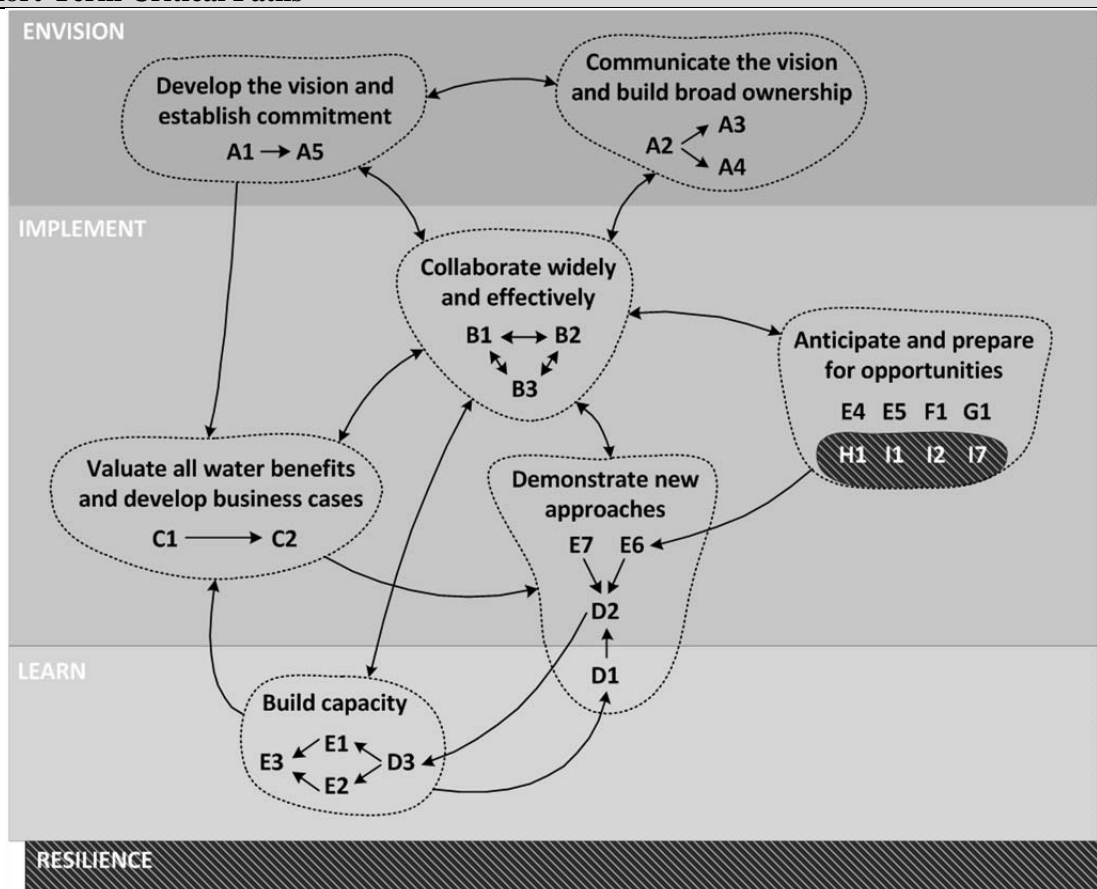 ENVISION
Develop the vision and
establish commitment
A1 A5
Communicate the vision
and build broad ownership
A3
A2
A4
IMPLEMENT
Collaborate widely
and effectively
B1 B2
B3
Anticipate and prepare
for opportunities
E4 E5 F1 G1
H1 I1 I2 I7
Valuate all water benefits
and develop business cases
C1 C2
Demonstrate new
approaches
E7 E6
D2
D1
LEARN
Build capacity
E1
E3 D3
E2
RESILIENCE